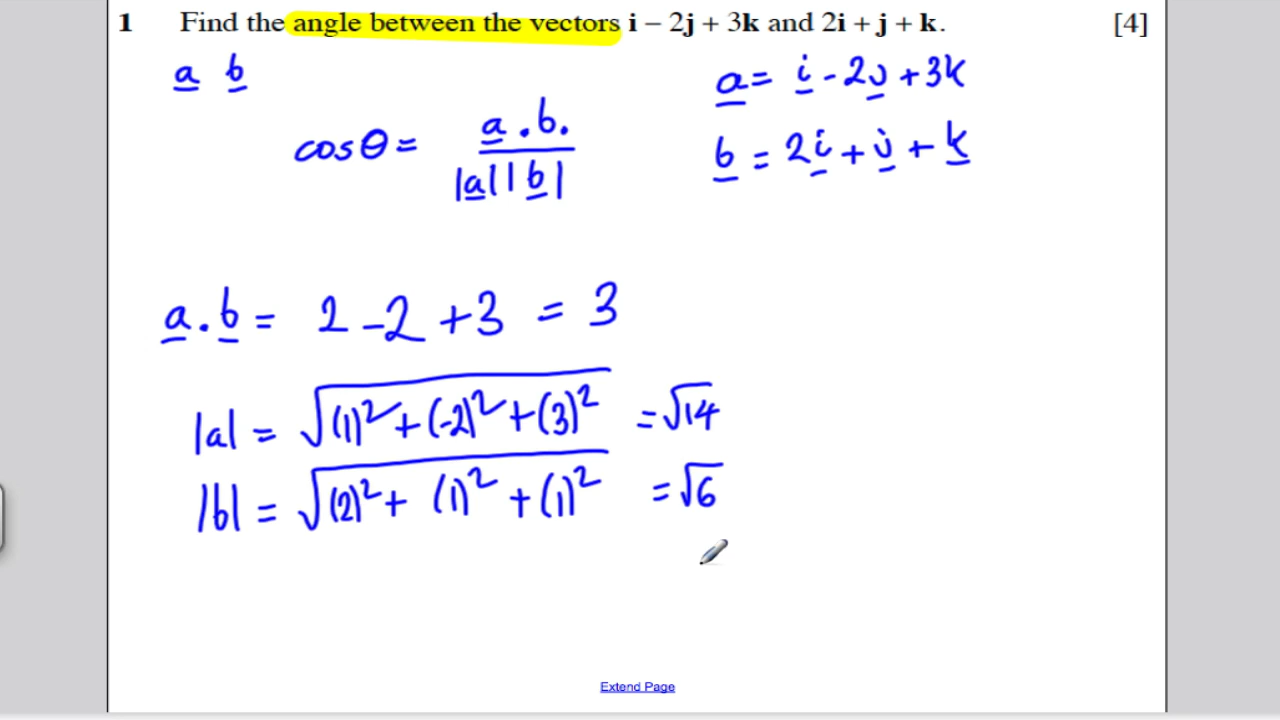 1 Find the angle between the vectors i − 2j + 3k and 2i + j + k. [4]
a b
a = i - 2j + 3k
cosθ = a . b . / |a| | b |
b = 2i + j + k
a . b = 2 - 2 + 3 = 3
|a| = √(1)² + (-2)² + (3)² = √14
|b| = √(2)² + (1)² + (1)² = √6
Extend Page